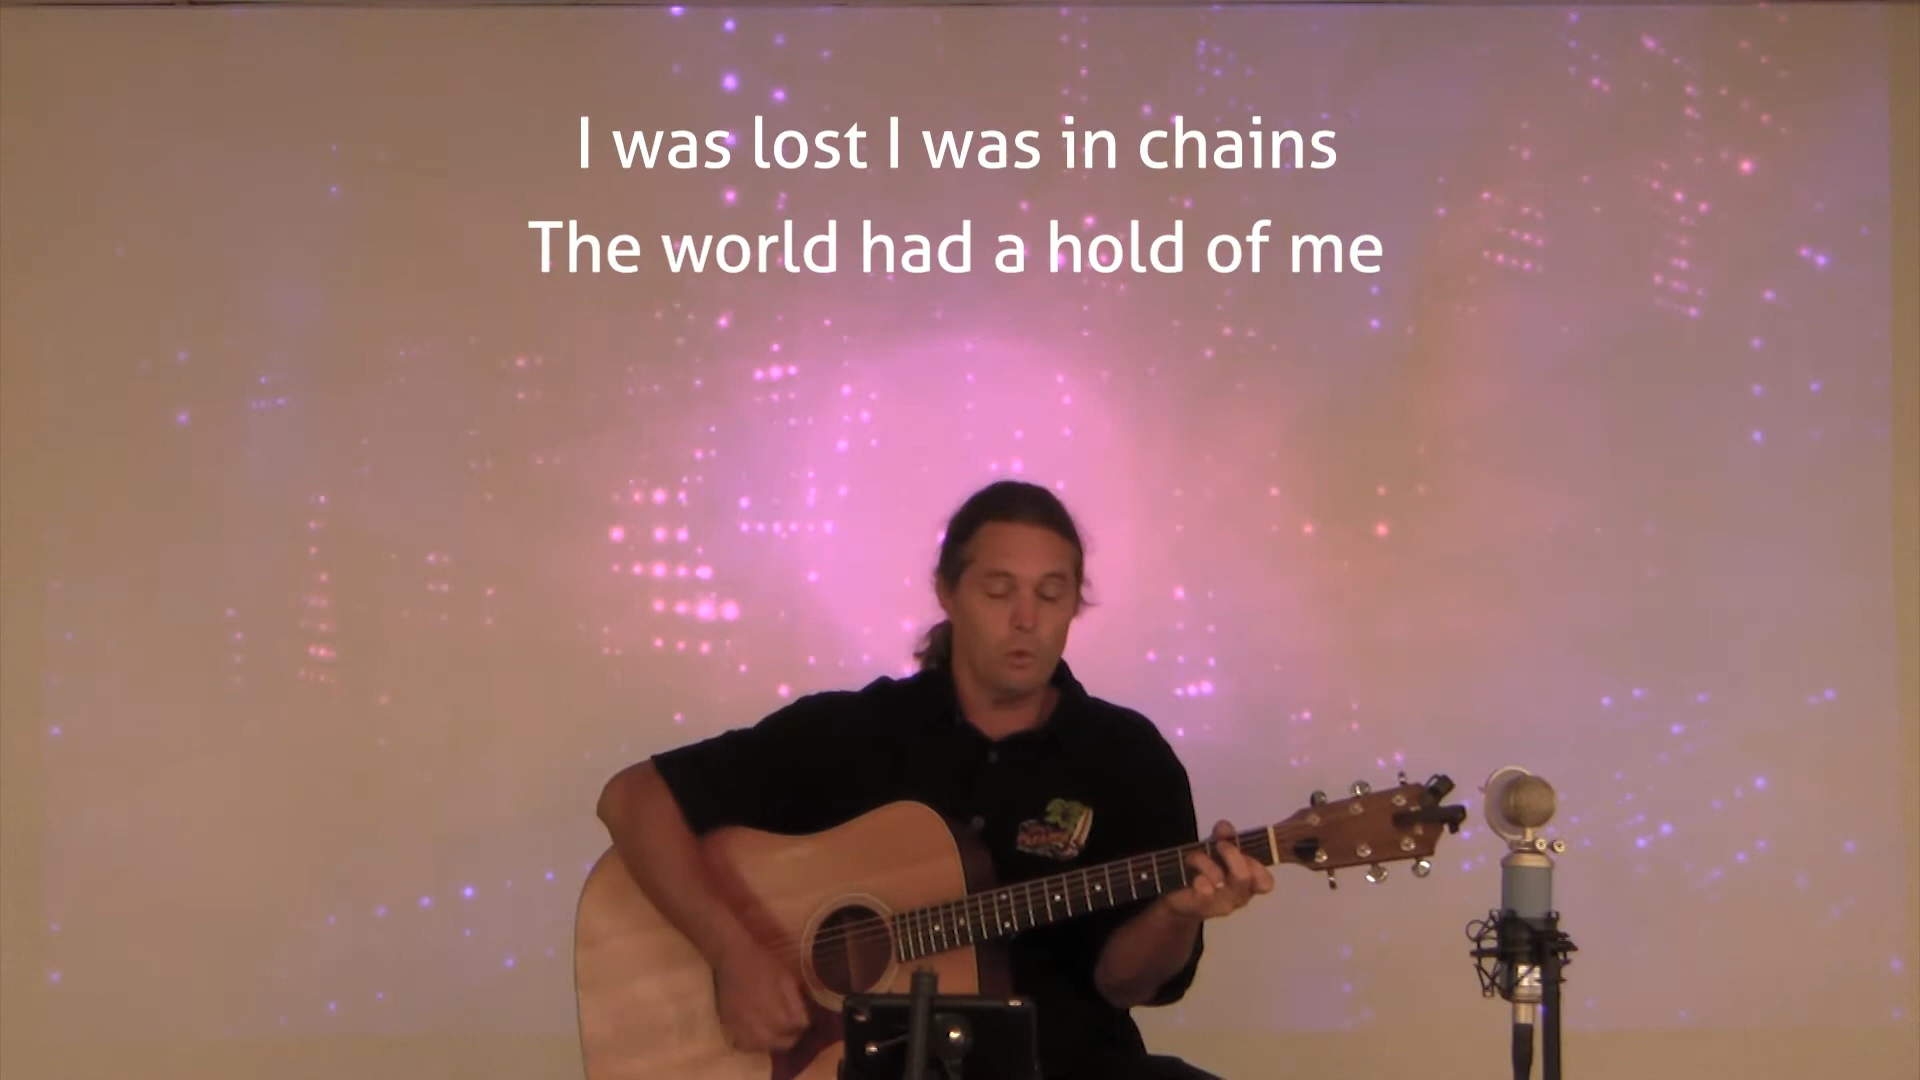 I was lost I was in chains
The world had a hold of me